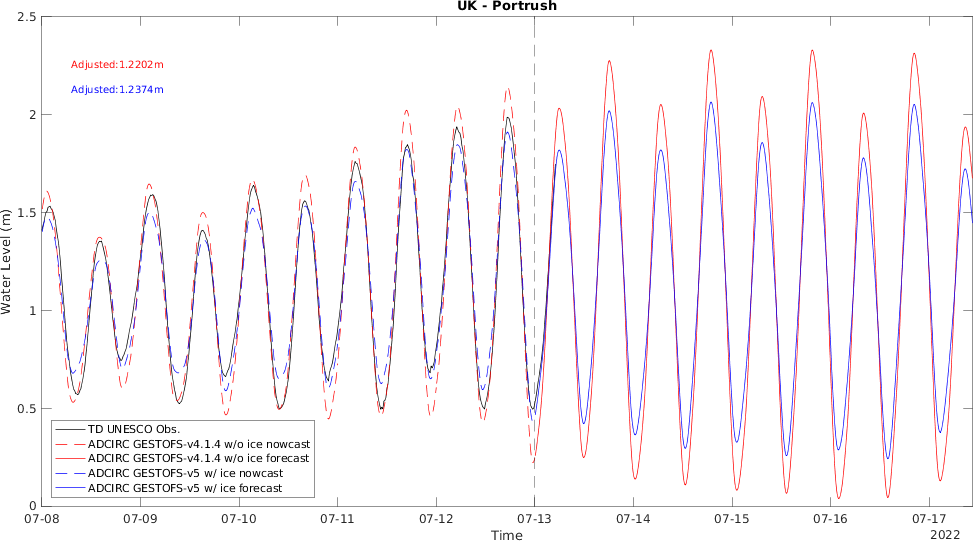 UK - Portrush
2.5
2
1.5
1
0.5
0
Water Level (m)
Adjusted:1.2202m
Adjusted:1.2374m
TD UNESCO Obs.
ADCIRC GESTOFS-v4.1.4 w/o ice nowcast
ADCIRC GESTOFS-v4.1.4 w/o ice forecast
ADCIRC GESTOFS-v5 w/ ice nowcast
ADCIRC GESTOFS-v5 w/ ice forecast
07-08 07-09 07-10 07-11 07-12 07-13 07-14 07-15 07-16 07-17
Time
2022